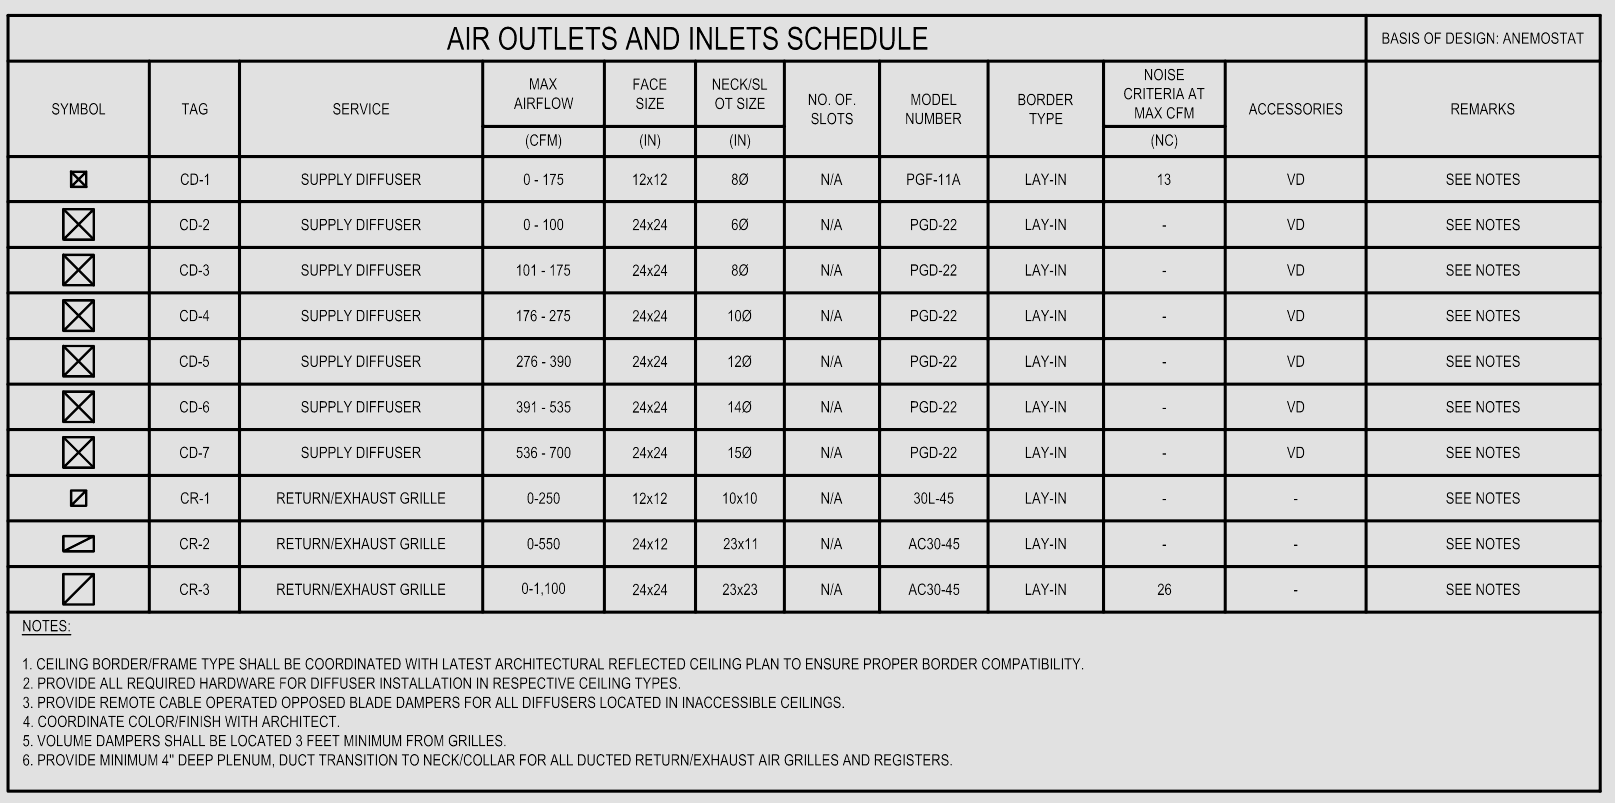 AIR OUTLETS AND INLETS SCHEDULE BASIS OF DESIGN: ANEMOSTAT
SYMBOL TAG SERVICE MAX AIRFLOW (CFM) FACE SIZE (IN) NECK/SL OT SIZE (IN) NO. OF. SLOTS MODEL NUMBER BORDER TYPE NOISE CRITERIA AT MAX CFM (NC) ACCESSORIES REMARKS
CD-1 SUPPLY DIFFUSER 0 - 175 12x12 8Ø N/A PGF-11A LAY-IN 13 VD SEE NOTES
CD-2 SUPPLY DIFFUSER 0 - 100 24x24 6Ø N/A PGD-22 LAY-IN - VD SEE NOTES
CD-3 SUPPLY DIFFUSER 101 - 175 24x24 8Ø N/A PGD-22 LAY-IN - VD SEE NOTES
CD-4 SUPPLY DIFFUSER 176 - 275 24x24 10Ø N/A PGD-22 LAY-IN - VD SEE NOTES
CD-5 SUPPLY DIFFUSER 276 - 390 24x24 12Ø N/A PGD-22 LAY-IN - VD SEE NOTES
CD-6 SUPPLY DIFFUSER 391 - 535 24x24 14Ø N/A PGD-22 LAY-IN - VD SEE NOTES
CD-7 SUPPLY DIFFUSER 536 - 700 24x24 15Ø N/A PGD-22 LAY-IN - VD SEE NOTES
CR-1 RETURN/EXHAUST GRILLE 0-250 12x12 10x10 N/A 30L-45 LAY-IN - - SEE NOTES
CR-2 RETURN/EXHAUST GRILLE 0-550 24x12 23x11 N/A AC30-45 LAY-IN - - SEE NOTES
CR-3 RETURN/EXHAUST GRILLE 0-1,100 24x24 23x23 N/A AC30-45 LAY-IN 26 - SEE NOTES
NOTES:
1. CEILING BORDER/FRAME TYPE SHALL BE COORDINATED WITH LATEST ARCHITECTURAL REFLECTED CEILING PLAN TO ENSURE PROPER BORDER COMPATIBILITY.
2. PROVIDE ALL REQUIRED HARDWARE FOR DIFFUSER INSTALLATION IN RESPECTIVE CEILING TYPES.
3. PROVIDE REMOTE CABLE OPERATED OPPOSED BLADE DAMPERS FOR ALL DIFFUSERS LOCATED IN INACCESSIBLE CEILINGS.
4. COORDINATE COLOR/FINISH WITH ARCHITECT.
5. VOLUME DAMPERS SHALL BE LOCATED 3 FEET MINIMUM FROM GRILLES.
6. PROVIDE MINIMUM 4" DEEP PLENUM, DUCT TRANSITION TO NECK/COLLAR FOR ALL DUCTED RETURN/EXHAUST AIR GRILLES AND REGISTERS.